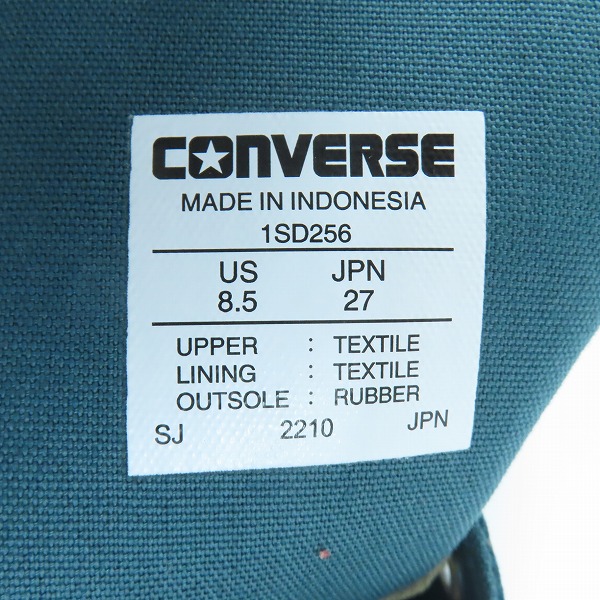 CONVERSE
MADE IN INDONESIA
1SD256
US JPN
8.5 27
UPPER : TEXTILE
LINING : TEXTILE
OUTSOLE : RUBBER
SJ 2210 JPN